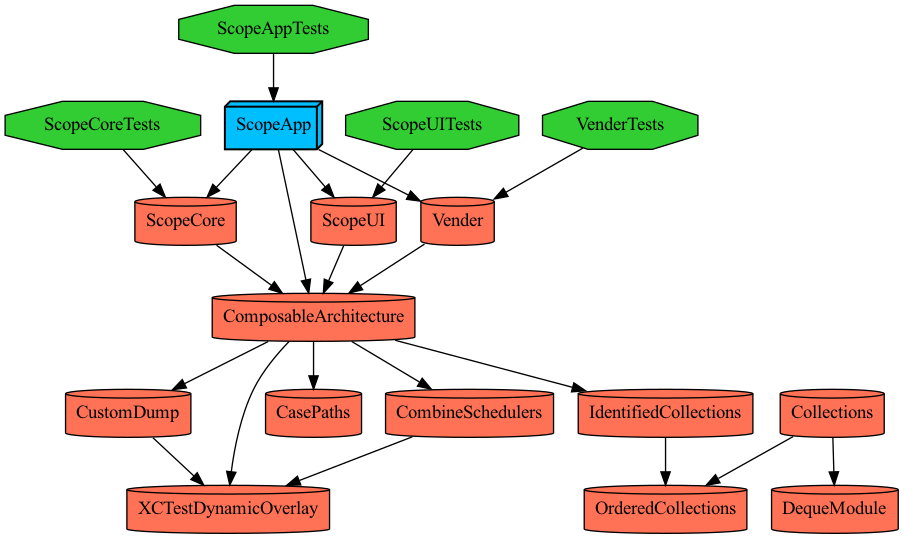 ScopeAppTests
ScopeCoreTests
ScopeApp
ScopeUITests
VenderTests
ScopeCore
ScopeUI
Vender
ComposableArchitecture
CustomDump
CasePaths
CombineSchedulers
IdentifiedCollections
Collections
XCTestDynamicOverlay
OrderedCollections
DequeModule